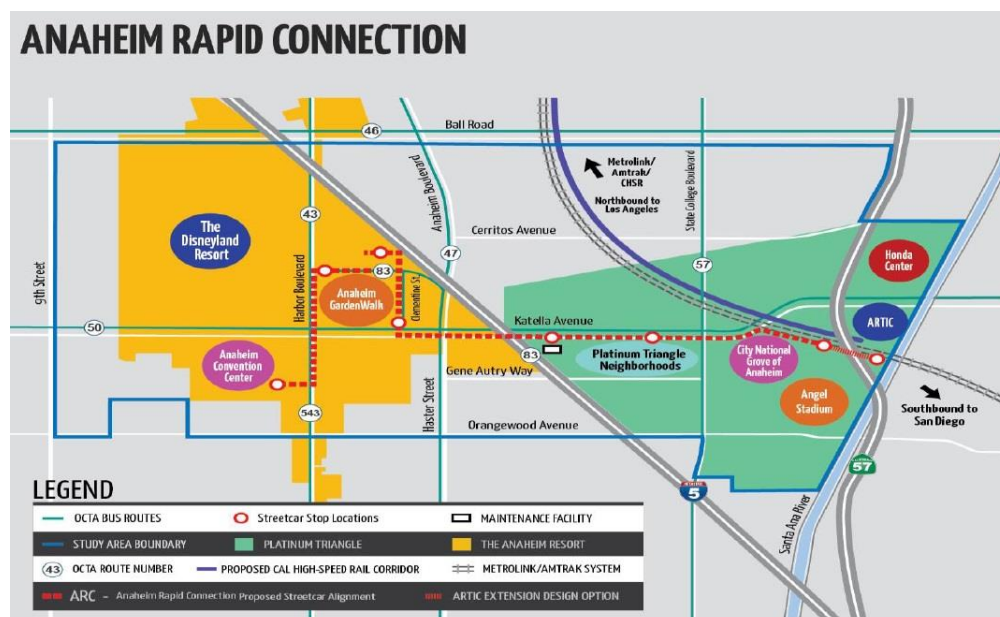 ANAHEIM RAPID CONNECTION
Ball Road
46
Metrolink/
Amtrak/
CHSR
Northbound to
Los Angeles
Anaheim Boulevard
State College Boulevard
The
Disneyland
Resort
43
47
Cerritos Avenue
57
Honda
Center
9th Street
Harbor Boulevard
83
Anaheim
GardenWalk
Clementine St.
ARTIC
50
Katella Avenue
83
Anaheim
Convention
Center
Platinum Triangle
Neighborhoods
City National
Grove of
Anaheim
Gene Autry Way
Angel
Stadium
Southbound to
San Diego
543
Haster Street
Orangewood Avenue
57
5
Santa Ana River
LEGEND
OCTA BUS ROUTES
Streetcar Stop Locations
MAINTENANCE FACILITY
STUDY AREA BOUNDARY
PLATINUM TRIANGLE
THE ANAHEIM RESORT
43
OCTA ROUTE NUMBER
PROPOSED CAL HIGH-SPEED RAIL CORRIDOR
METROLINK/AMTRAK SYSTEM
ARC - Anaheim Rapid Connection Proposed Streetcar Alignment
ARTIC EXTENSION DESIGN OPTION